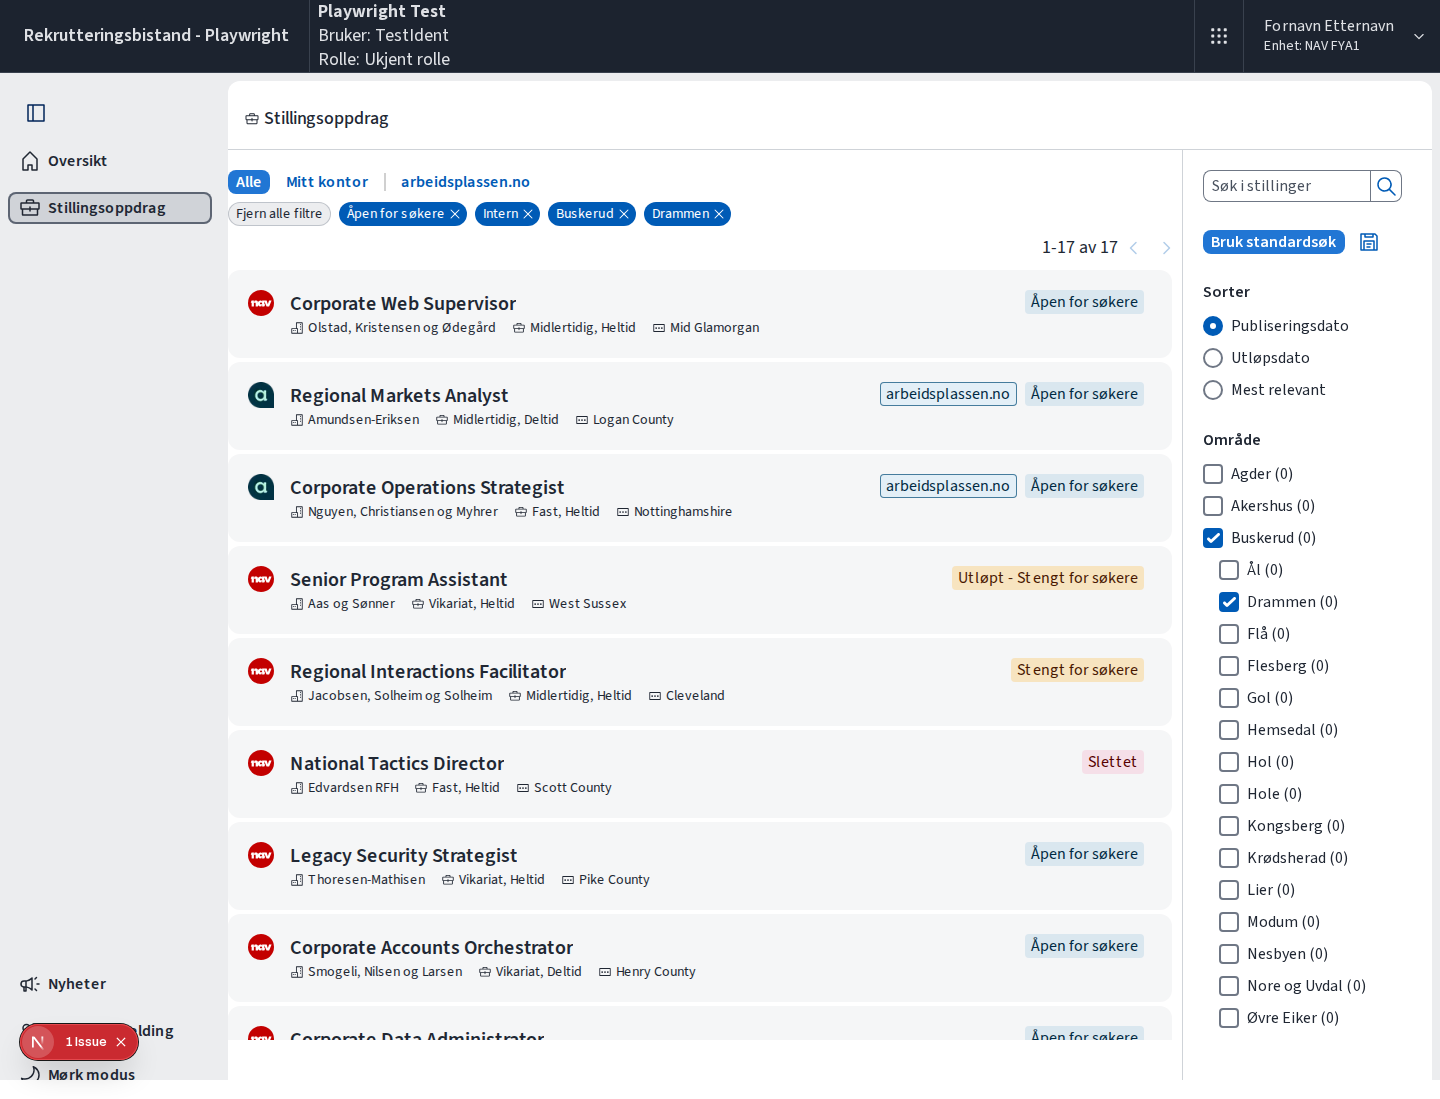 Rekrutteringsbistand - Playwright
Playwright Test
Bruker: TestIdent
Rolle: Ukjent rolle
Fornavn Etternavn
Enhet: NAV FYA1
Oversikt
Stillingsoppdrag
Nyheter
elding
Mørk modus
1 Issue
Stillingsoppdrag
Alle Mitt kontor arbeidsplassen.no
Fjern alle filtre Åpen for søkere Intern Buskerud Drammen
1-17 av 17
nav Corporate Web Supervisor Åpen for søkere
Olstad, Kristensen og Ødegård Midlertidig, Heltid Mid Glamorgan
a Regional Markets Analyst arbeidsplassen.no Åpen for søkere
Amundsen-Eriksen Midlertidig, Deltid Logan County
a Corporate Operations Strategist arbeidsplassen.no Åpen for søkere
Nguyen, Christiansen og Myhrer Fast, Heltid Nottinghamshire
nav Senior Program Assistant Utløpt - Stengt for søkere
Aas og Sønner Vikariat, Heltid West Sussex
nav Regional Interactions Facilitator Stengt for søkere
Jacobsen, Solheim og Solheim Midlertidig, Heltid Cleveland
nav National Tactics Director Slettet
Edvardsen RFH Fast, Heltid Scott County
nav Legacy Security Strategist Åpen for søkere
Thoresen-Mathisen Vikariat, Heltid Pike County
nav Corporate Accounts Orchestrator Åpen for søkere
Smogeli, Nilsen og Larsen Vikariat, Deltid Henry County
nav Corporate Data Administrator Åpen for søkere
Søk i stillinger
Bruk standardsøk
Sorter
Publiseringsdato
Utløpsdato
Mest relevant
Område
Agder (0)
Akershus (0)
Buskerud (0)
Ål (0)
Drammen (0)
Flå (0)
Flesberg (0)
Gol (0)
Hemsedal (0)
Hol (0)
Hole (0)
Kongsberg (0)
Krødsherad (0)
Lier (0)
Modum (0)
Nesbyen (0)
Nore og Uvdal (0)
Øvre Eiker (0)